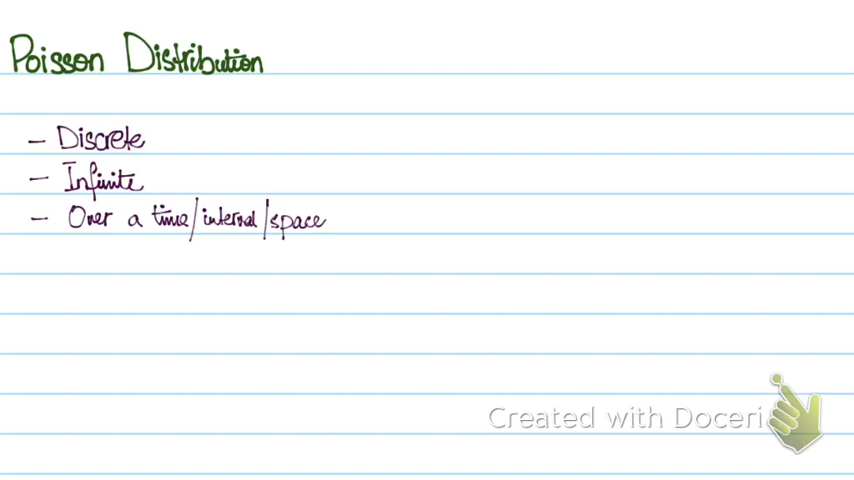 Poisson Distribution
- Discrete
- Infinite
- Over a time/interval/space
Created with Doceri